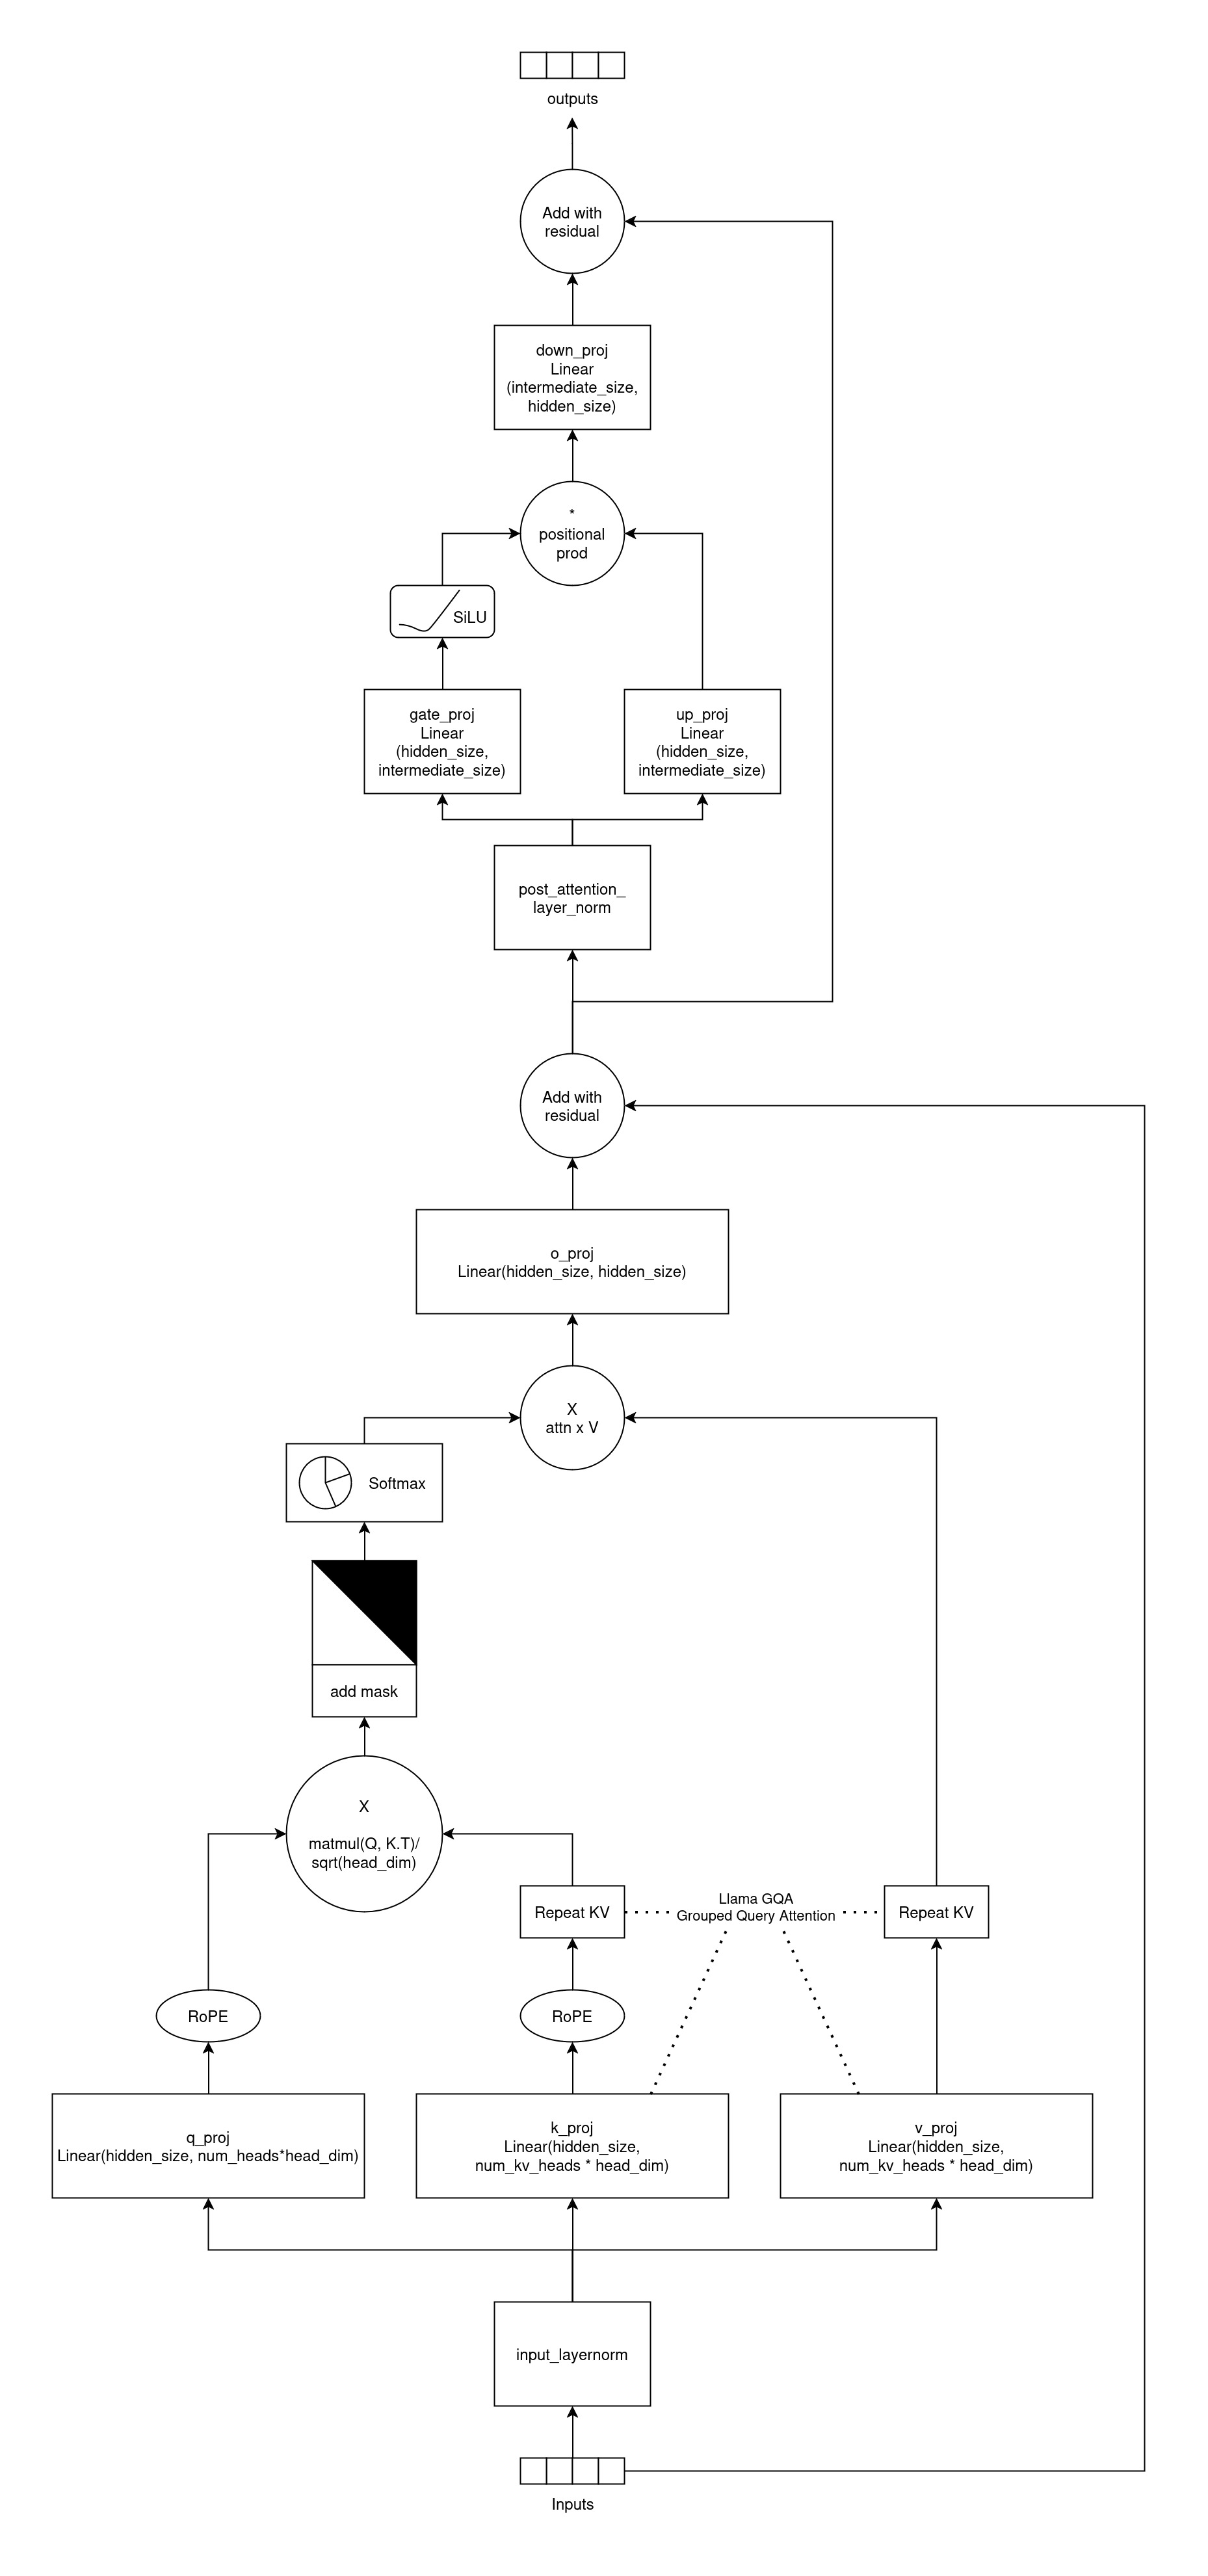 outputs
Add with
residual
down_proj
Linear
(intermediate_size,
hidden_size)
*
positional
prod
SiLU
gate_proj
Linear
(hidden_size,
intermediate_size)
up_proj
Linear
(hidden_size,
intermediate_size)
post_attention_
layer_norm
Add with
residual
o_proj
Linear(hidden_size, hidden_size)
X
attn x V
Softmax
add mask
X
matmul(Q, K.T)/
sqrt(head_dim)
Repeat KV
Llama GQA
Grouped Query Attention
Repeat KV
RoPE
RoPE
q_proj
Linear(hidden_size, num_heads*head_dim)
k_proj
Linear(hidden_size,
num_kv_heads * head_dim)
v_proj
Linear(hidden_size,
num_kv_heads * head_dim)
input_layernorm
Inputs